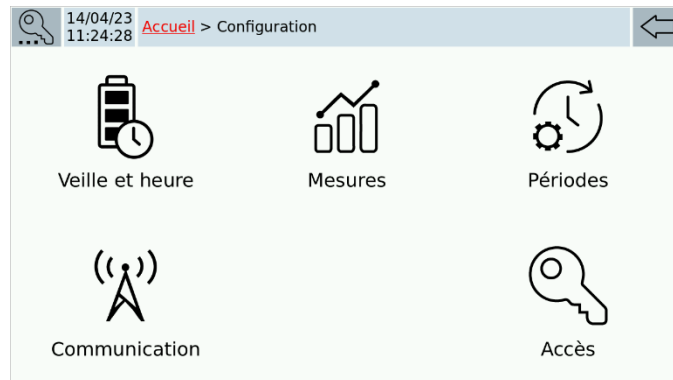 14/04/23
11:24:28
Accueil > Configuration
Veille et heure
Mesures
Périodes
Communication
Accès